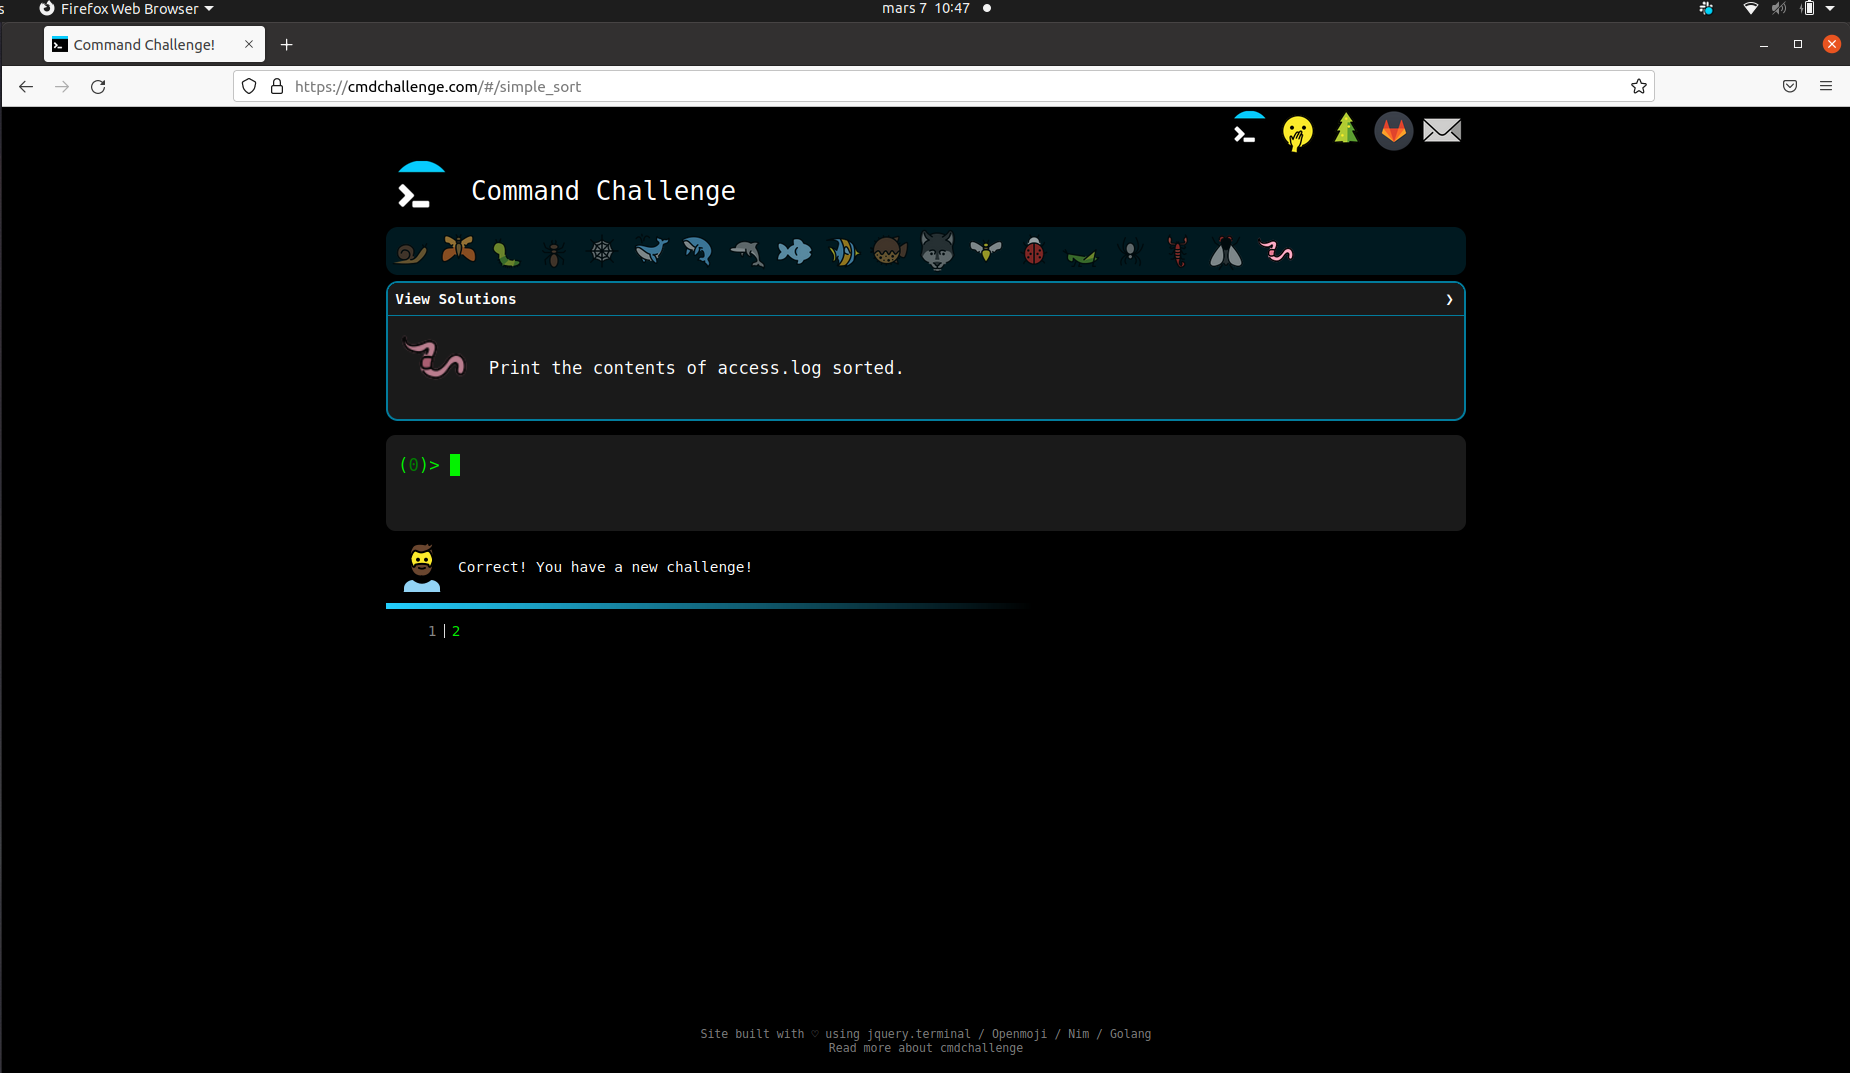 s
Firefox Web Browser
mars 7 10:47
Command Challenge!
https://cmdchallenge.com/#/simple_sort
Command Challenge
View Solutions
Print the contents of access.log sorted.
(0)>
Correct! You have a new challenge!
1 | 2
Site built with ♡ using jquery.terminal / Openmoji / Nim / Golang
Read more about cmdchallenge